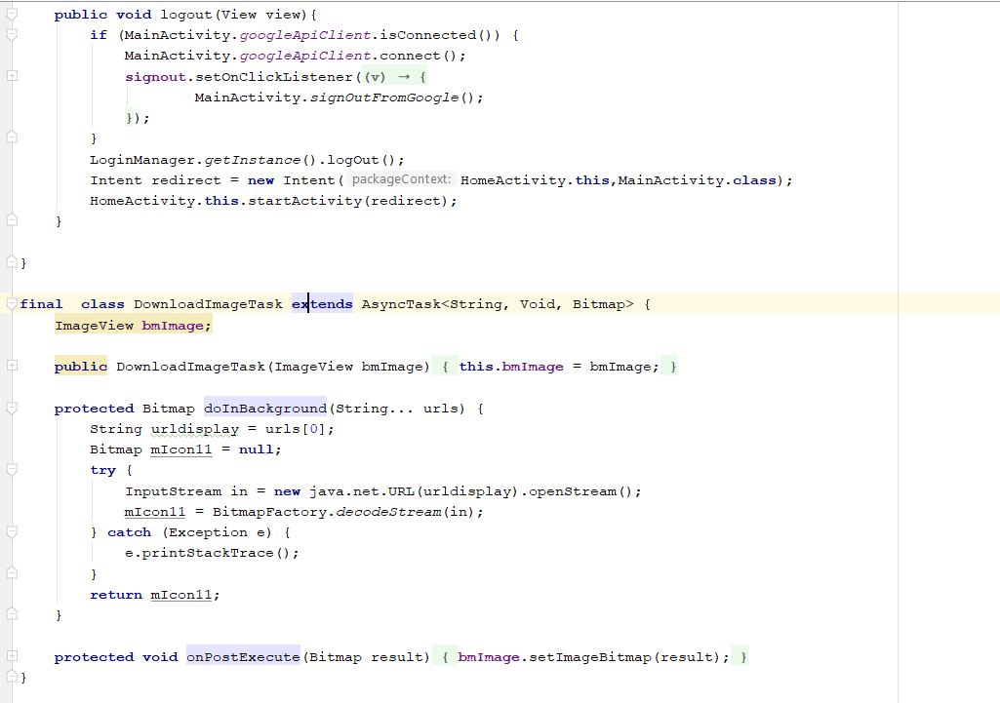 public void logout(View view){
if (MainActivity.googleApiClient.isConnected()) {
MainActivity.googleApiClient.connect();
signout.setOnClickListener((v) → {
MainActivity.signOutFromGoogle();
});
}
LoginManager.getInstance().logOut();
Intent redirect = new Intent( packageContext: HomeActivity.this,MainActivity.class);
HomeActivity.this.startActivity(redirect);
}
}
final  class DownloadImageTask extends AsyncTask<String, Void, Bitmap> {
ImageView bmImage;
public DownloadImageTask(ImageView bmImage) { this.bmImage = bmImage; }
protected Bitmap doInBackground(String... urls) {
String urldisplay = urls[0];
Bitmap mIcon11 = null;
try {
InputStream in = new java.net.URL(urldisplay).openStream();
mIcon11 = BitmapFactory.decodeStream(in);
} catch (Exception e) {
e.printStackTrace();
}
return mIcon11;
}
protected void onPostExecute(Bitmap result) { bmImage.setImageBitmap(result); }
}